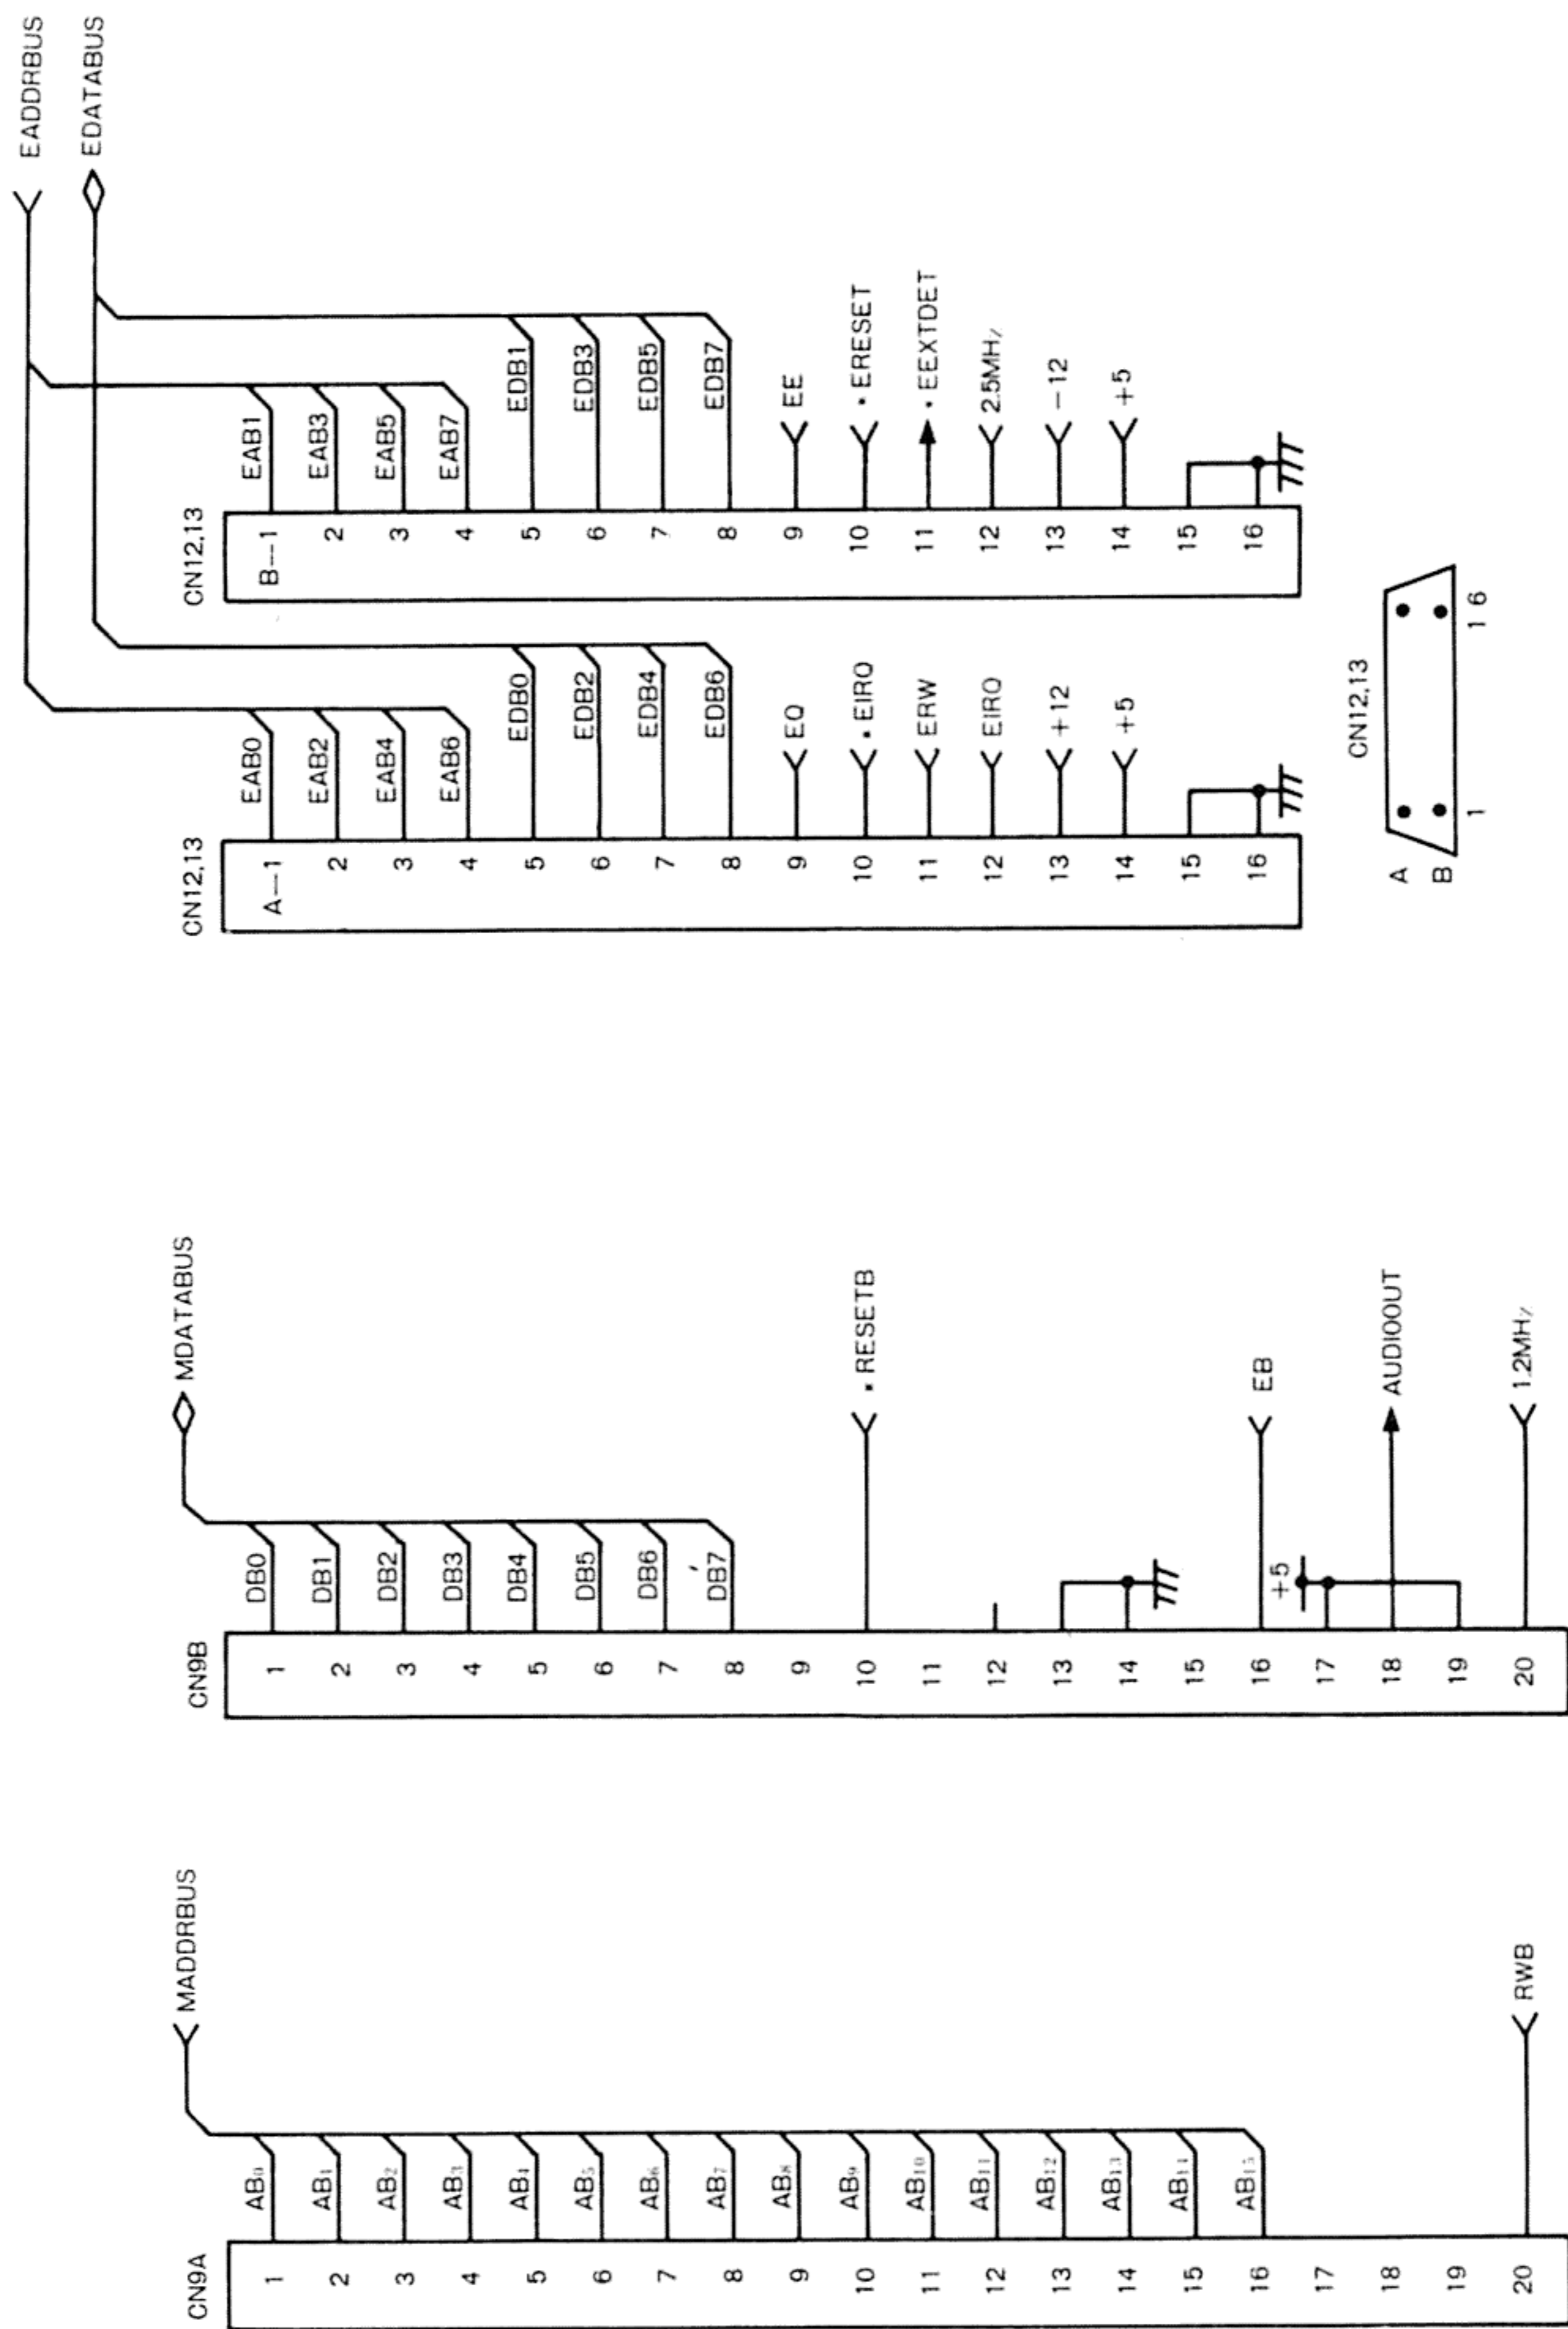 CN9A
MADDRBUS
1 AB0
2 AB1
3 AB2
4 AB3
5 AB4
6 AB5
7 AB6
8 AB7
9 AB8
10 AB9
11 AB10
12 AB11
13 AB12
14 AB13
15 AB14
16 AB15
17
18
19
20 RWB
CN9B
MDATABUS
1 DB0
2 DB1
3 DB2
4 DB3
5 DB4
6 DB5
7 DB6
8 DB7
9
10 •RESETB
11
12
13
14
15
16 EB
+5
17
18 AUDIOOUT
19
20 1.2MHz
EADDRBUS
EDATABUS
CN12,13
A—1 EAB0
2 EAB2
3 EAB4
4 EAB6
5 EDB0
6 EDB2
7 EDB4
8 EDB6
9 EQ
10 •EIRQ
11 ERW
12 EIRQ
13 +12
14 +5
15
16
CN12,13
B—1 EAB1
2 EAB3
3 EAB5
4 EAB7
5 EDB1
6 EDB3
7 EDB5
8 EDB7
9 EE
10 •ERESET
11 •EEXTDET
12 2.5MHz
13 −12
14 +5
15
16
CN12,13
A
B
1 16